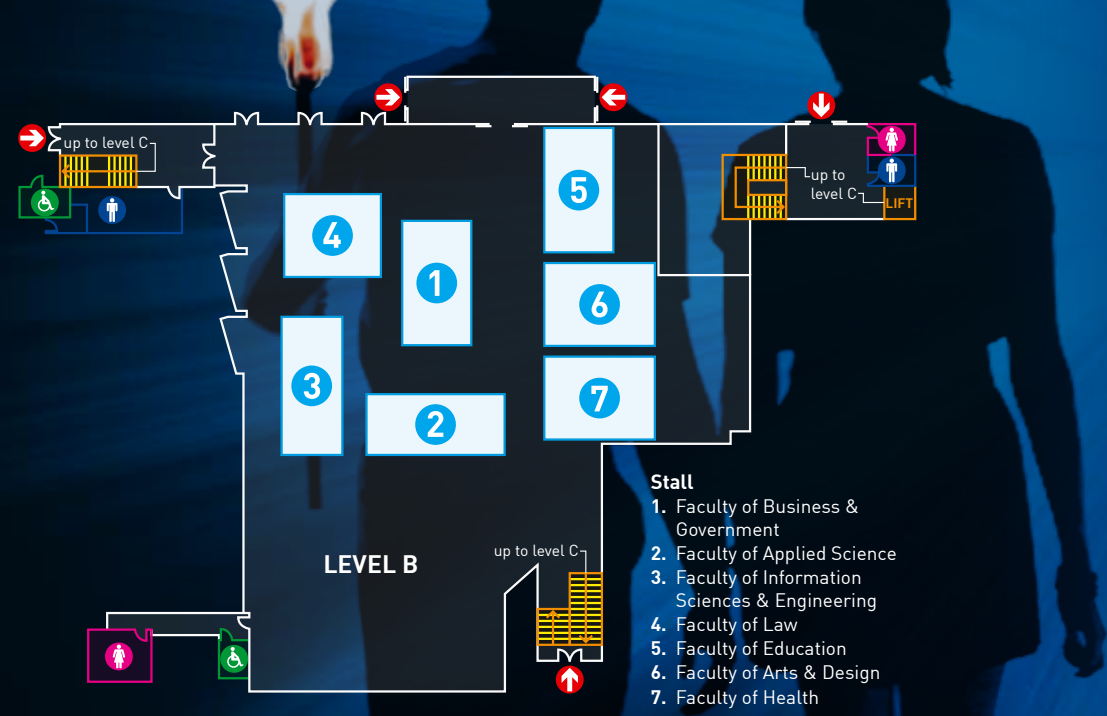 up to level C
up to
level C
LIFT
5
4
1
6
3
7
2
LEVEL B
up to level C
Stall
1. Faculty of Business &
Government
2. Faculty of Applied Science
3. Faculty of Information
Sciences & Engineering
4. Faculty of Law
5. Faculty of Education
6. Faculty of Arts & Design
7. Faculty of Health